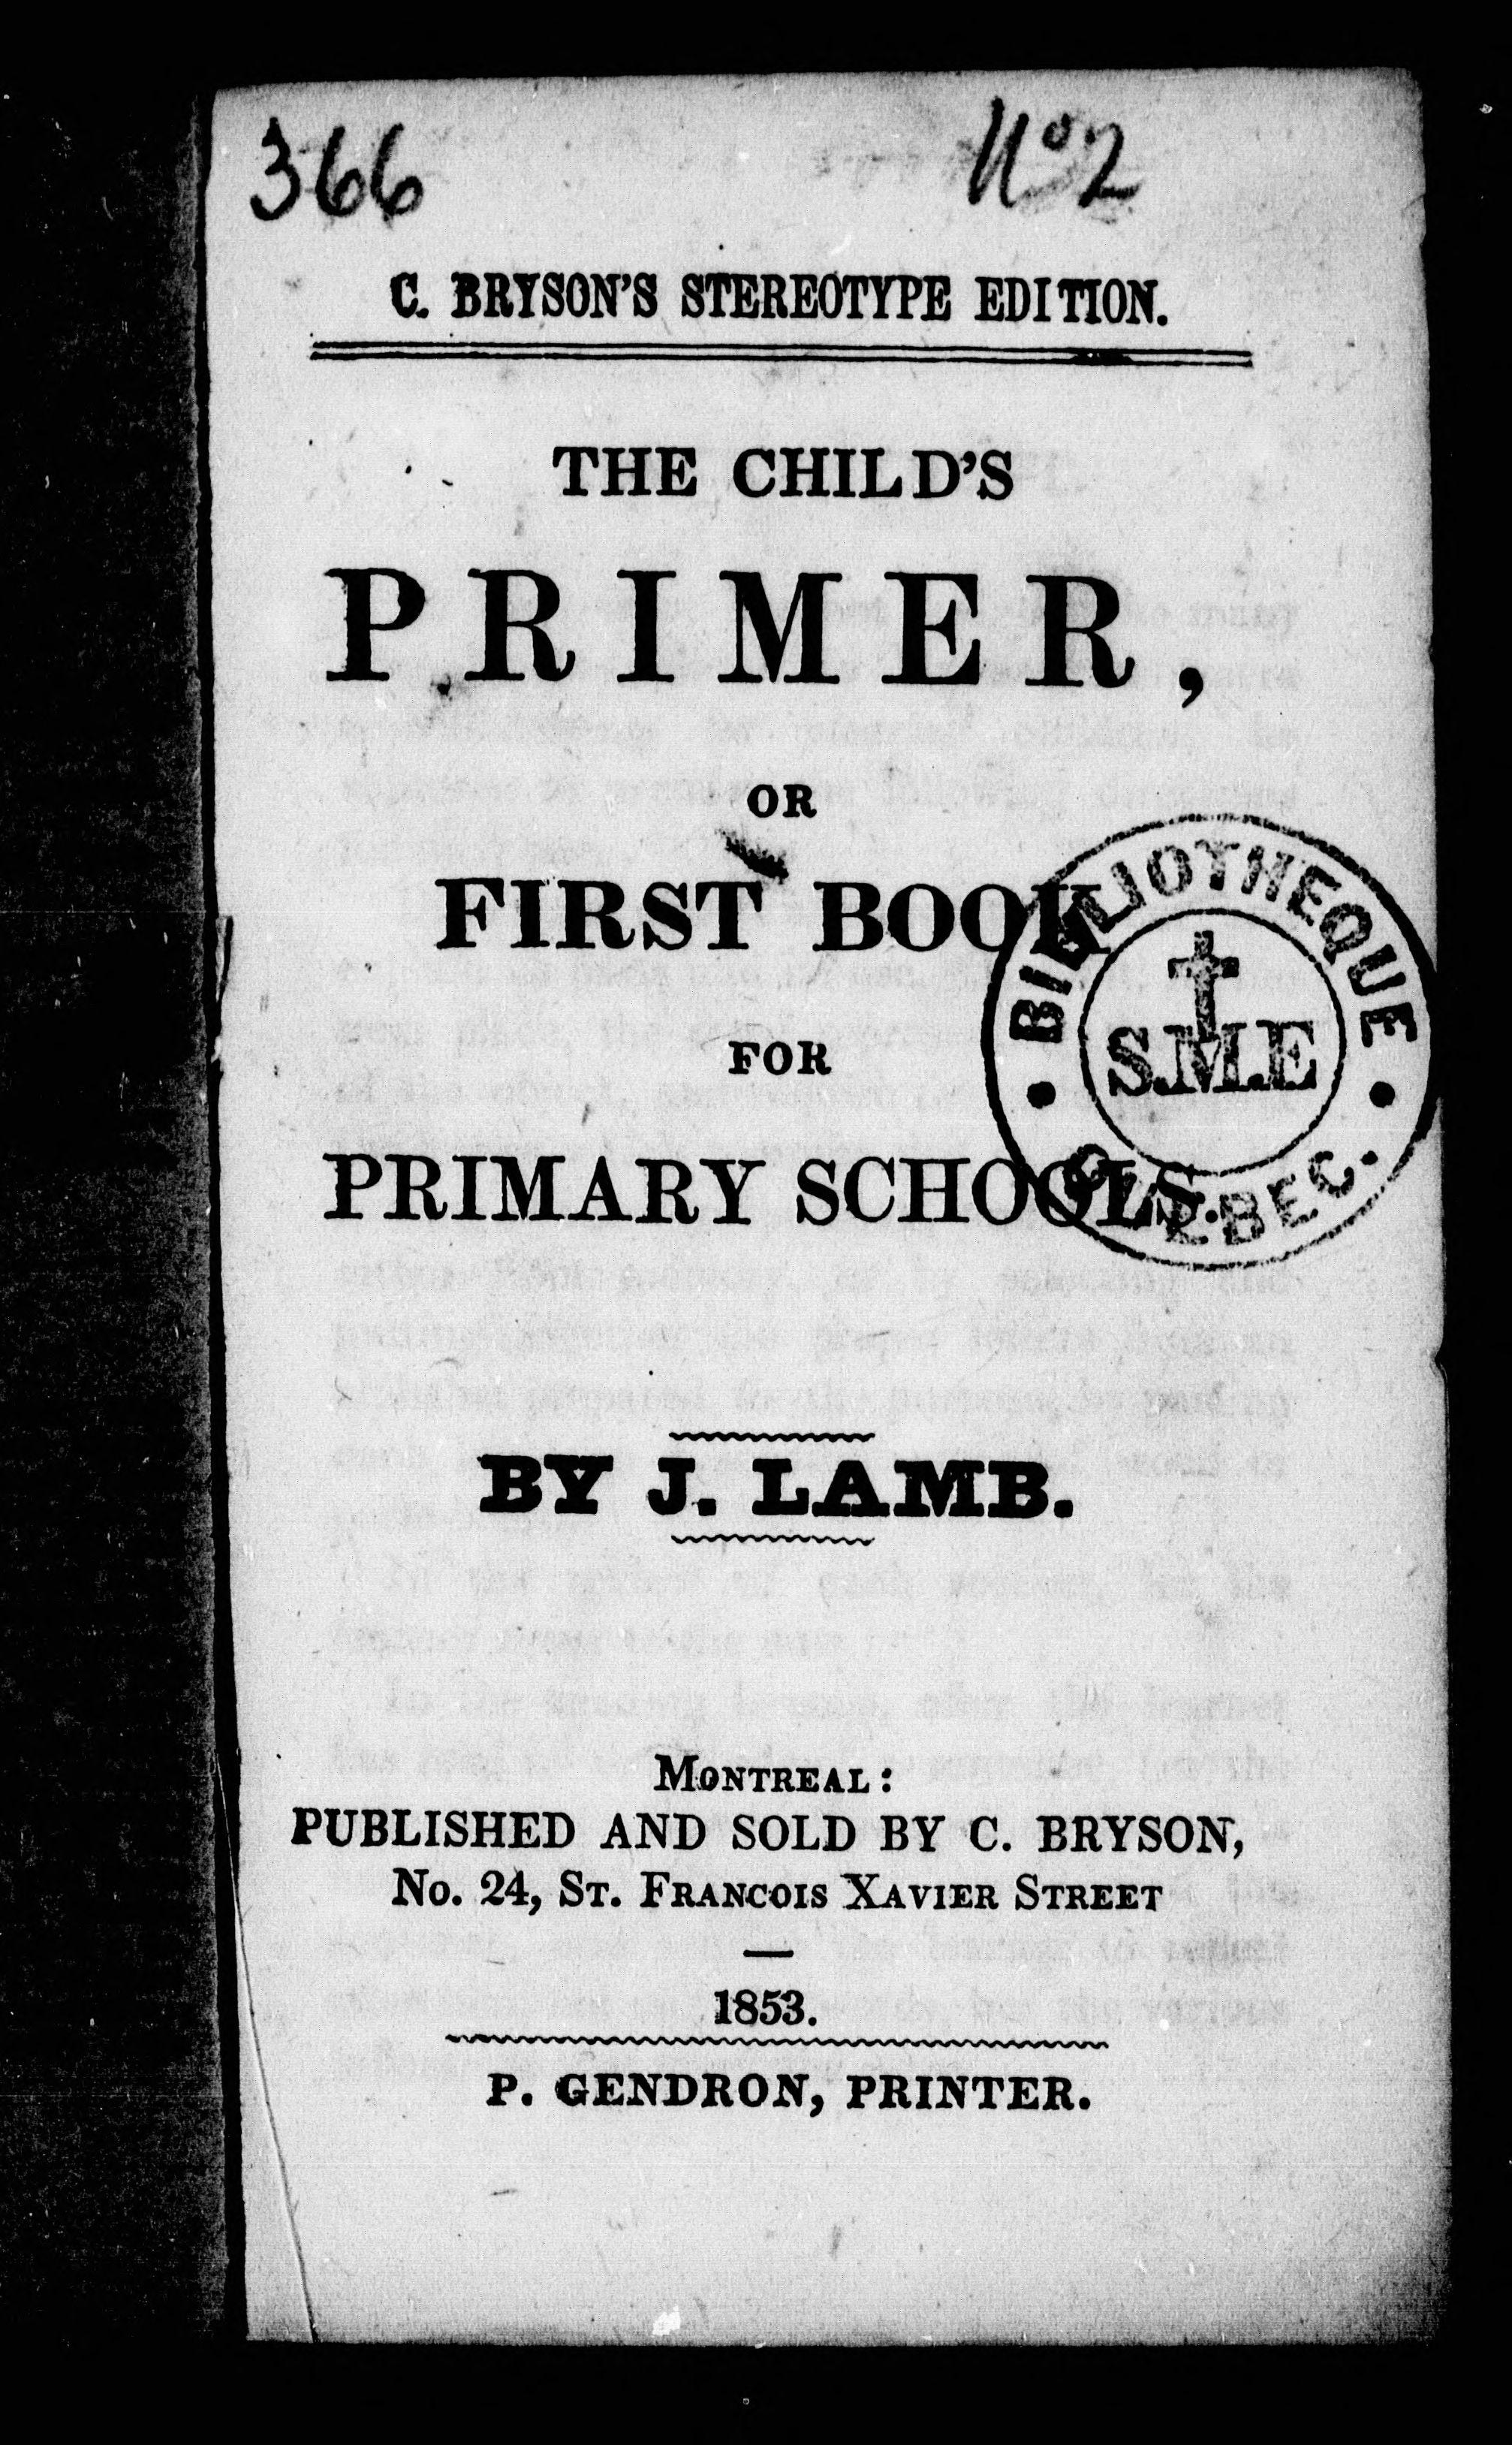 366
No 2
C. BRYSON'S STEREOTYPE EDITION.
THE CHILD'S
PRIMER,
OR
FIRST BOOK
FOR
PRIMARY SCHOOLS.
BIBLIOTHEQUE
S.M.E
QUEBEC.
BY J. LAMB.
MONTREAL:
PUBLISHED AND SOLD BY C. BRYSON,
No. 24, ST. FRANCOIS XAVIER STREET
—
1853.
P. GENDRON, PRINTER.